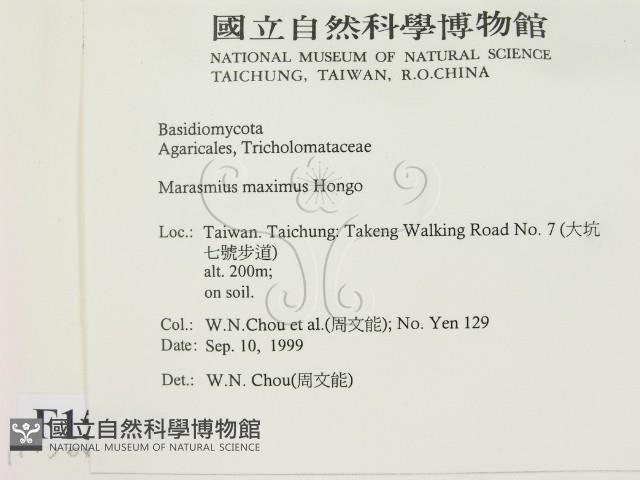 國立自然科學博物館
NATIONAL MUSEUM OF NATURAL SCIENCE
TAICHUNG, TAIWAN, R.O.CHINA
Basidiomycota
Agaricales, Tricholomataceae
Marasmius maximus Hongo
Loc.: Taiwan. Taichung: Takeng Walking Road No. 7 (大坑
七號步道)
alt. 200m;
on soil.
Col.: W.N.Chou et al.(周文能); No. Yen 129
Date: Sep. 10, 1999
Det.: W.N. Chou(周文能)
國立自然科學博物館
NATIONAL MUSEUM OF NATURAL SCIENCE